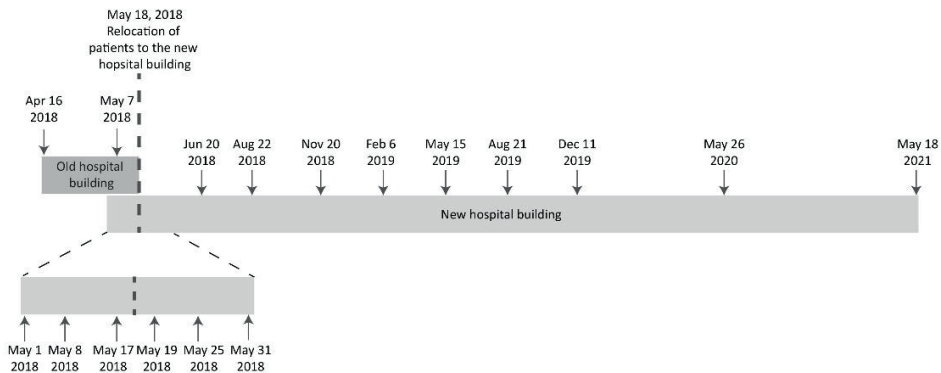 May 18, 2018
Relocation of
patients to the new
hopsital building
Apr 16
2018
May 7
2018
Jun 20
2018
Aug 22
2018
Nov 20
2018
Feb 6
2019
May 15
2019
Aug 21
2019
Dec 11
2019
May 26
2020
May 18
2021
Old hospital
building
New hospital building
May 1
2018
May 8
2018
May 17
2018
May 19
2018
May 25
2018
May 31
2018